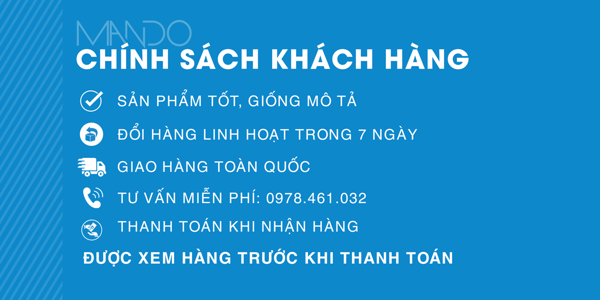 MANDO
CHÍNH SÁCH KHÁCH HÀNG
SẢN PHẨM TỐT, GIỐNG MÔ TẢ
ĐỔI HÀNG LINH HOẠT TRONG 7 NGÀY
GIAO HÀNG TOÀN QUỐC
TƯ VẤN MIỄN PHÍ: 0978.461.032
THANH TOÁN KHI NHẬN HÀNG
ĐƯỢC XEM HÀNG TRƯỚC KHI THANH TOÁN